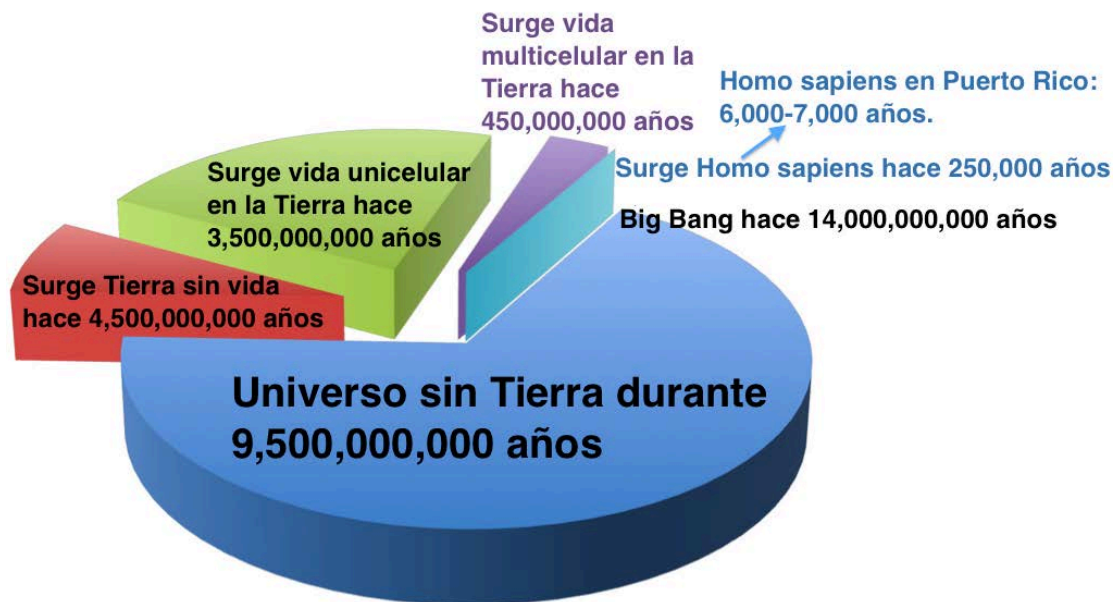 Surge vida
multicelular en la
Tierra hace
450,000,000 años
Homo sapiens en Puerto Rico:
6,000-7,000 años.
Surge Homo sapiens hace 250,000 años
Big Bang hace 14,000,000,000 años
Surge vida unicelular
en la Tierra hace
3,500,000,000 años
Surge Tierra sin vida
hace 4,500,000,000 años
Universo sin Tierra durante
9,500,000,000 años